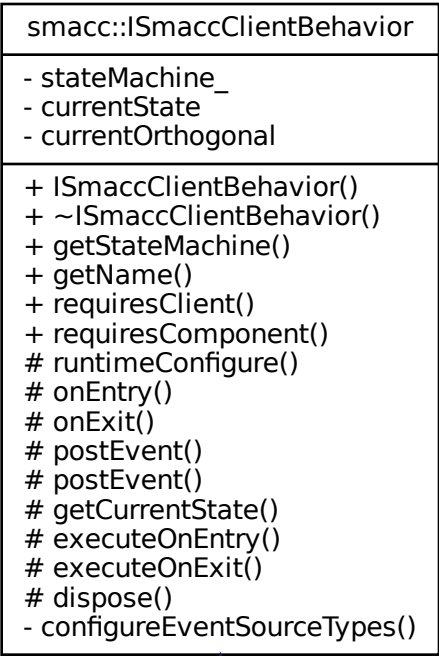 smacc::ISmaccClientBehavior
- stateMachine_
- currentState
- currentOrthogonal
+ ISmaccClientBehavior()
+ ~ISmaccClientBehavior()
+ getStateMachine()
+ getName()
+ requiresClient()
+ requiresComponent()
# runtimeConfigure()
# onEntry()
# onExit()
# postEvent()
# postEvent()
# getCurrentState()
# executeOnEntry()
# executeOnExit()
# dispose()
- configureEventSourceTypes()